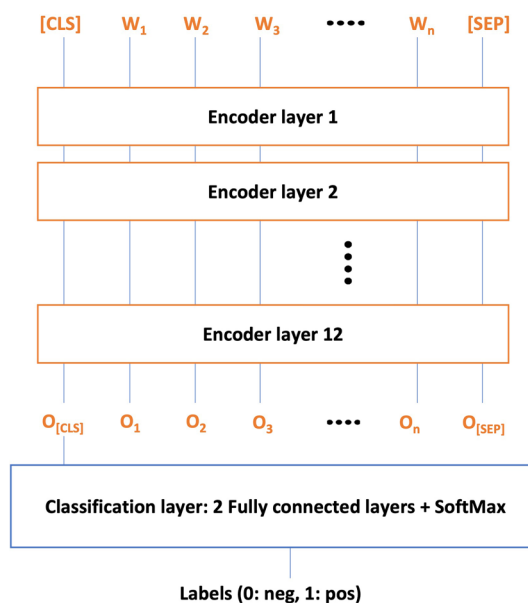 [CLS] W1 W2 W3 .... Wn [SEP]
Encoder layer 1
Encoder layer 2
Encoder layer 12
O[CLS] O1 O2 O3 .... On O[SEP]
Classification layer: 2 Fully connected layers + SoftMax
Labels (0: neg, 1: pos)